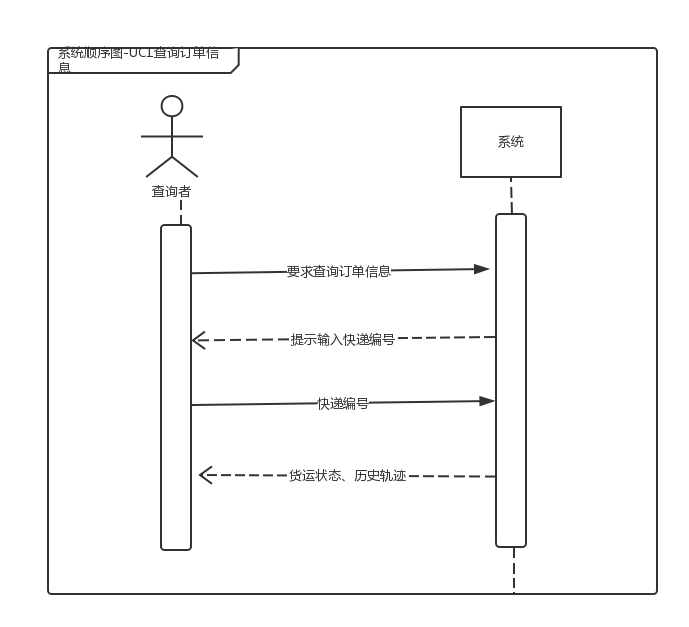 系统顺序图-UC1查询订单信
息
查询者
系统
要求查询订单信息
提示输入快递编号
快递编号
货运状态、历史轨迹